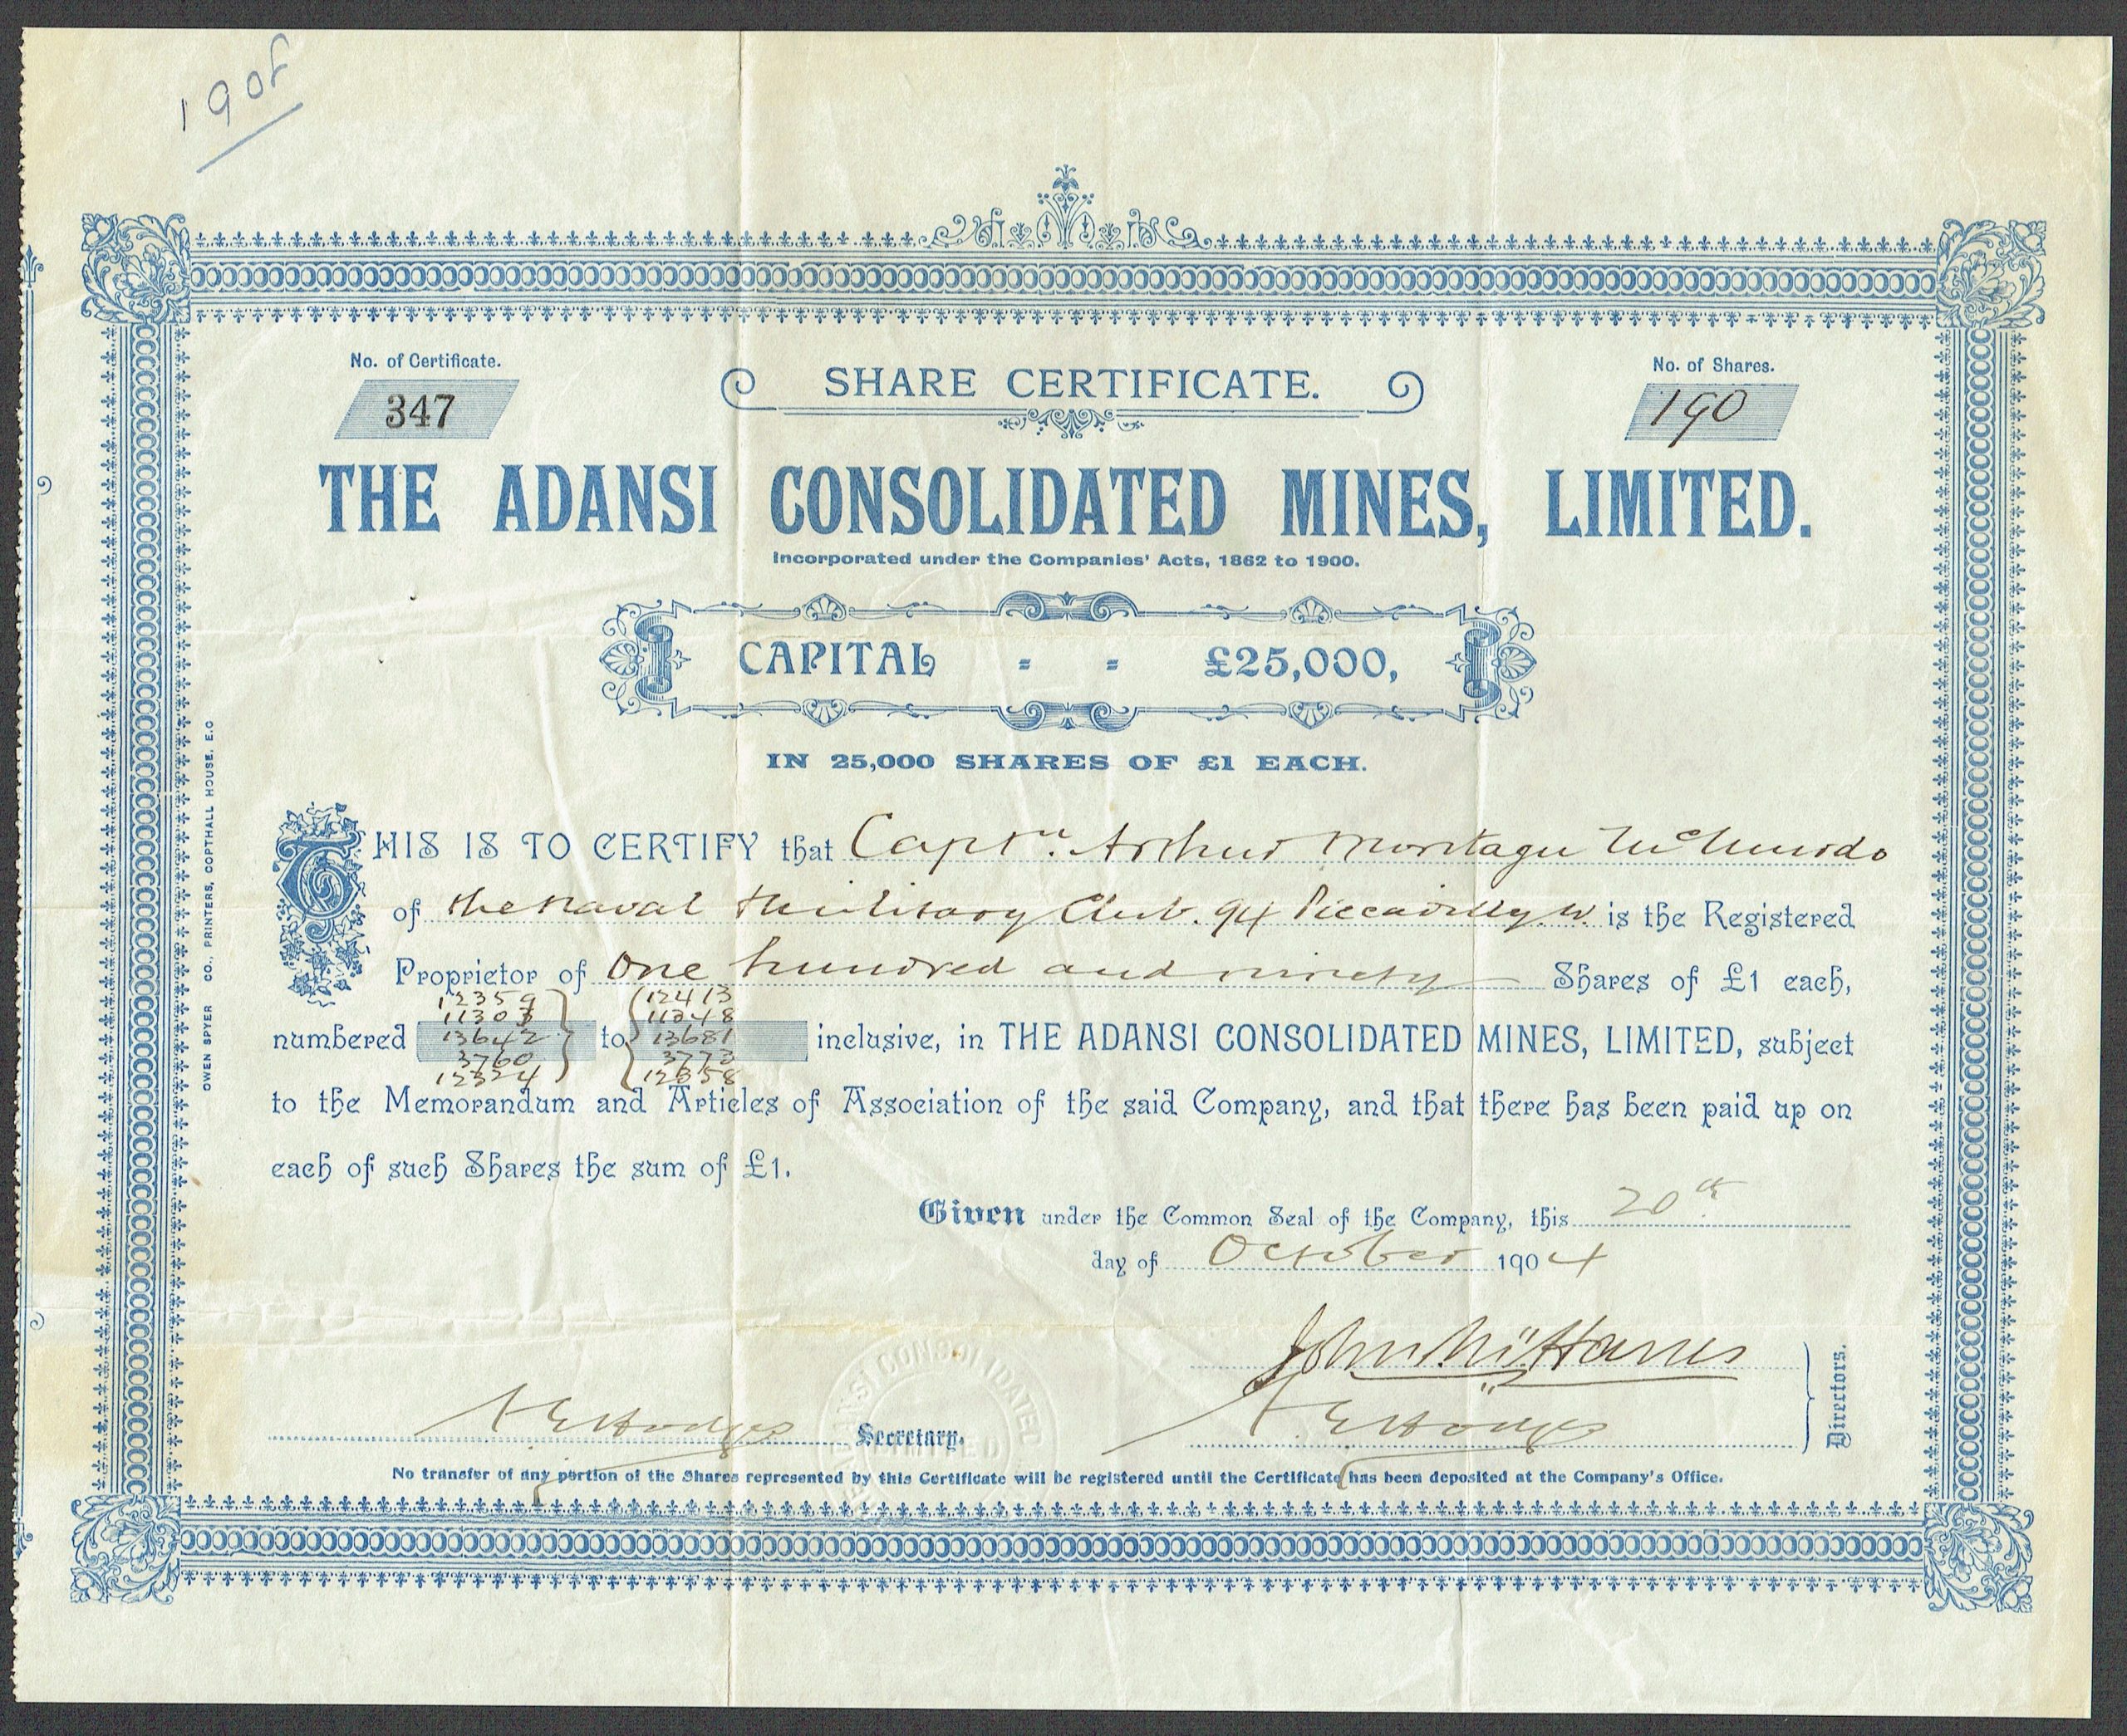 1905
No. of Certificate.
347
SHARE CERTIFICATE.
No. of Shares.
190
THE ADANSI CONSOLIDATED MINES, LIMITED.
Incorporated under the Companies' Acts, 1862 to 1900.
CAPITAL - - £25,000,
IN 25,000 SHARES OF £1 EACH.
THIS IS TO CERTIFY that Captn. Arthur Montagu McMurdo
of the Naval & Military Club. 94 Piccadilly. W. is the Registered
Proprietor of One hundred and ninety Shares of £1 each,
12359 12413
11303 11348
numbered 13642 to 13681 inclusive, in THE ADANSI CONSOLIDATED MINES, LIMITED, subject
3760 3773
12324 12358
to the Memorandum and Articles of Association of the said Company, and that there has been paid up on
each of such Shares the sum of £1.
Given under the Common Seal of the Company, this 20th
day of October 1904
John Harris
Directors.
E Hodges Secretary.
E Hodges
ADANSI CONSOLIDATED
LIMITED
No transfer of any portion of the Shares represented by this Certificate will be registered until the Certificate has been deposited at the Company's Office.
OWEN SPYER CO., PRINTERS, COPTHALL HOUSE, E.C